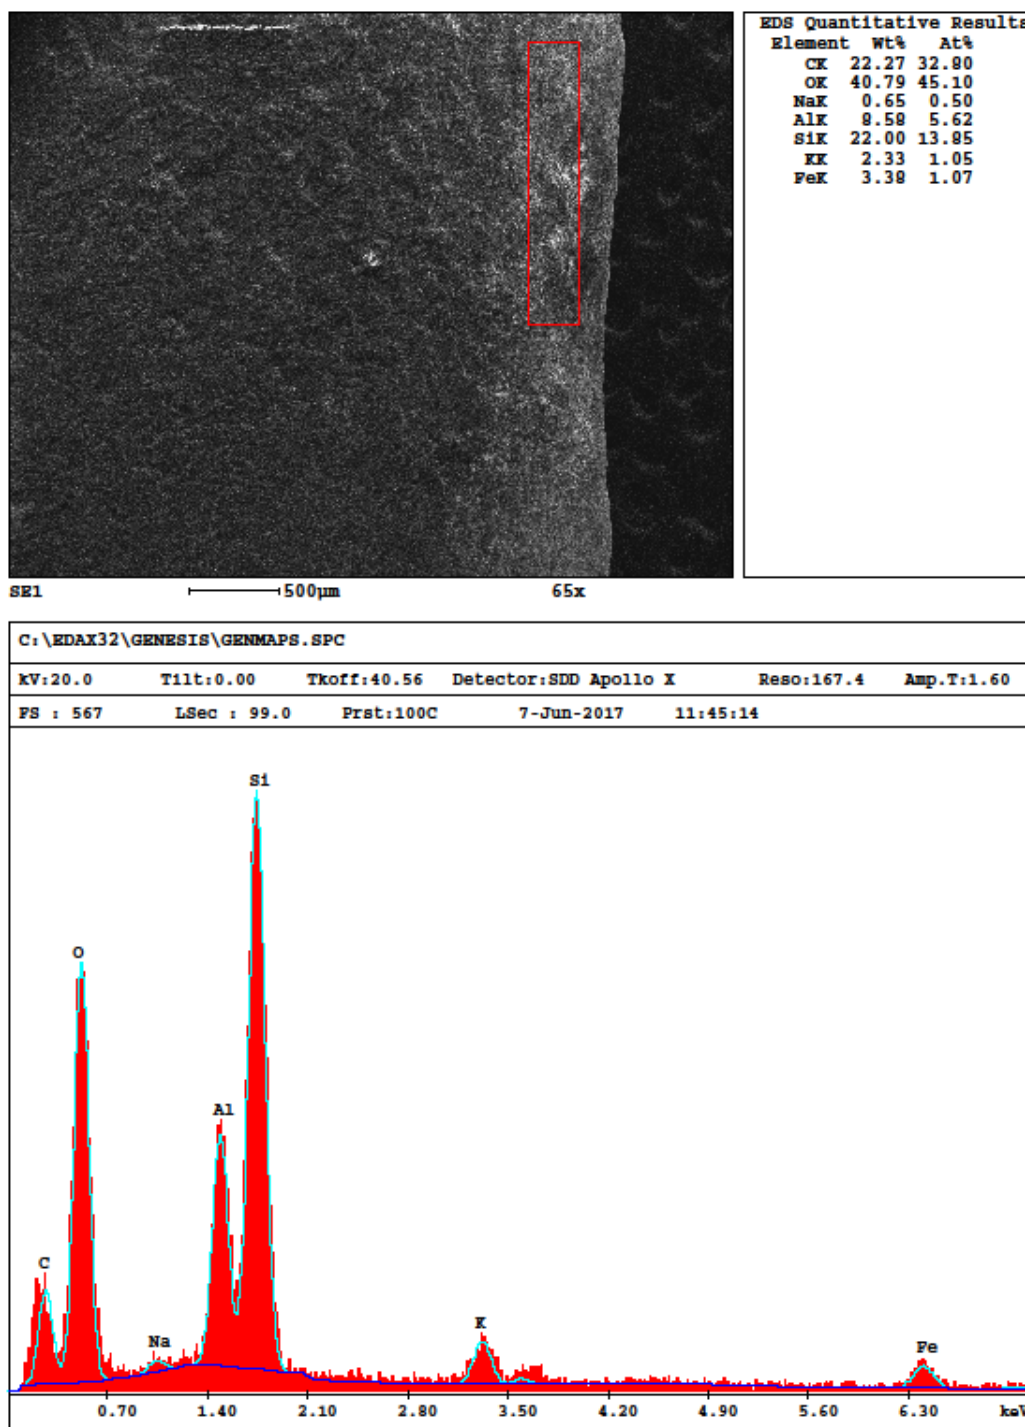 EDS Quantitative Results
Element Wt% At%
CK 22.27 32.80
OK 40.79 45.10
NaK 0.65 0.50
AlK 8.58 5.62
SiK 22.00 13.85
KK 2.33 1.05
FeK 3.38 1.07
SE1 500µm 65x
C:\EDAX32\GENESIS\GENMAPS.SPC
kV:20.0 Tilt:0.00 Tkoff:40.56 Detector:SDD Apollo X Reso:167.4 Amp.T:1.60
FS : 567 LSec : 99.0 Prst:100C 7-Jun-2017 11:45:14
Si
O
Al
C
Na
K
Fe
0.70 1.40 2.10 2.80 3.50 4.20 4.90 5.60 6.30 keV